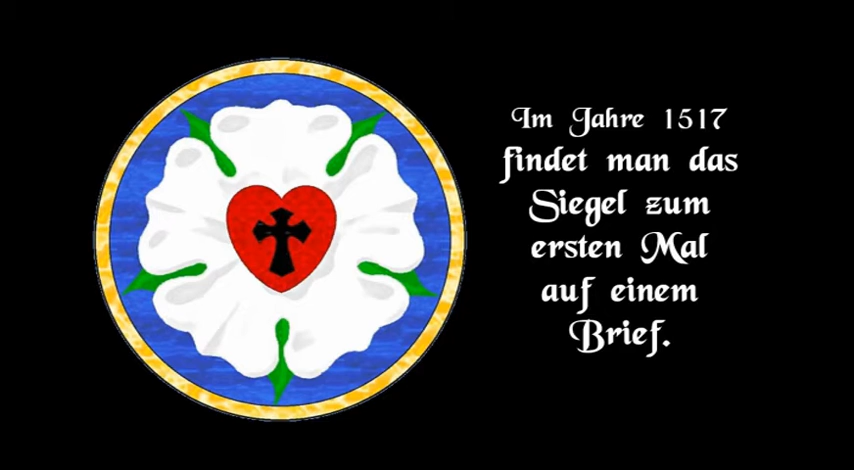 Im Jahre 1517
findet man das
Siegel zum
ersten Mal
auf einem
Brief.